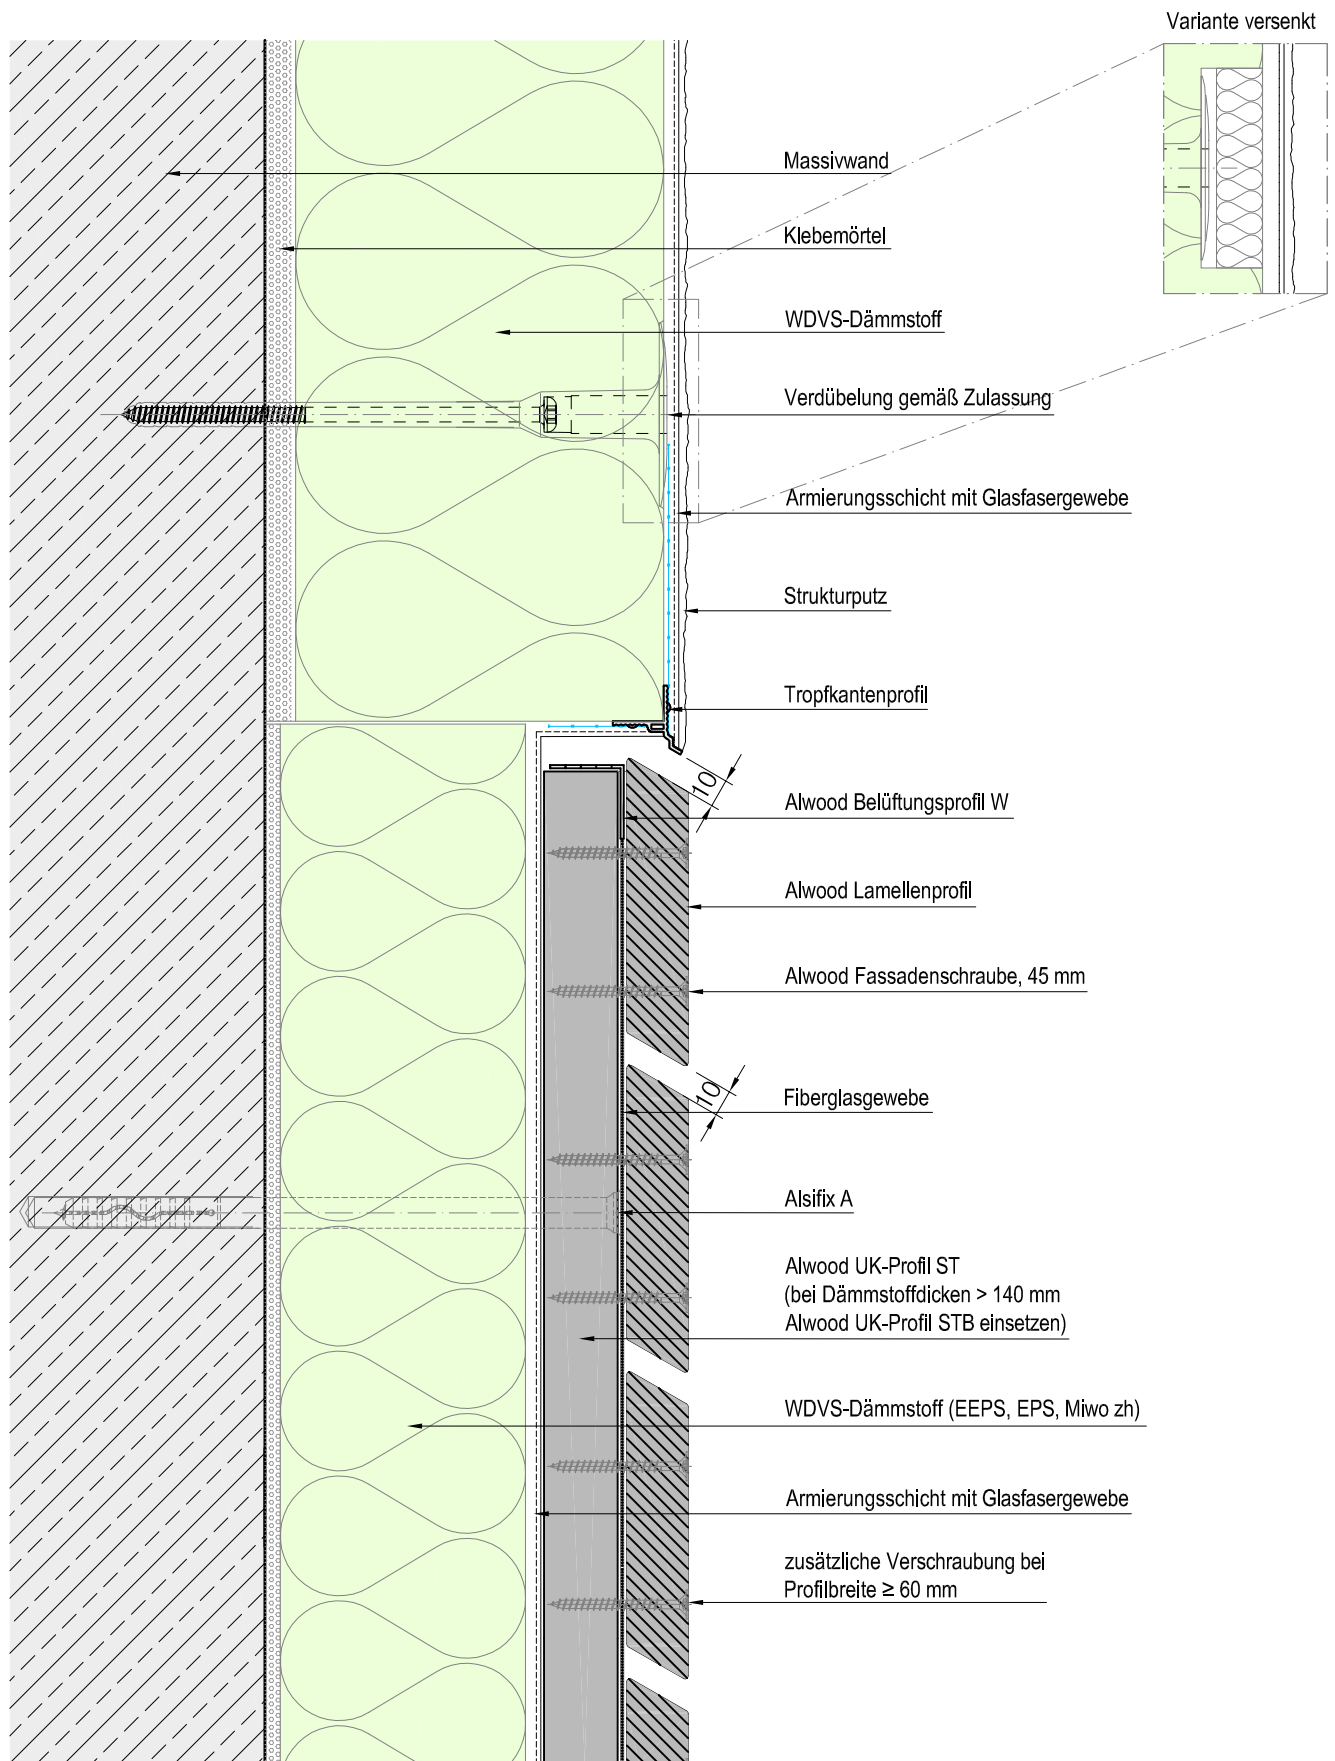 Variante versenkt
Massivwand
Klebemörtel
WDVS-Dämmstoff
Verdübelung gemäß Zulassung
Armierungsschicht mit Glasfasergewebe
Strukturputz
Tropfkantenprofil
10
Alwood Belüftungsprofil W
Alwood Lamellenprofil
Alwood Fassadenschraube, 45 mm
10
Fiberglasgewebe
Alsifix A
Alwood UK-Profil ST
(bei Dämmstoffdicken > 140 mm
Alwood UK-Profil STB einsetzen)
WDVS-Dämmstoff (EEPS, EPS, Miwo zh)
Armierungsschicht mit Glasfasergewebe
zusätzliche Verschraubung bei
Profilbreite ≥ 60 mm